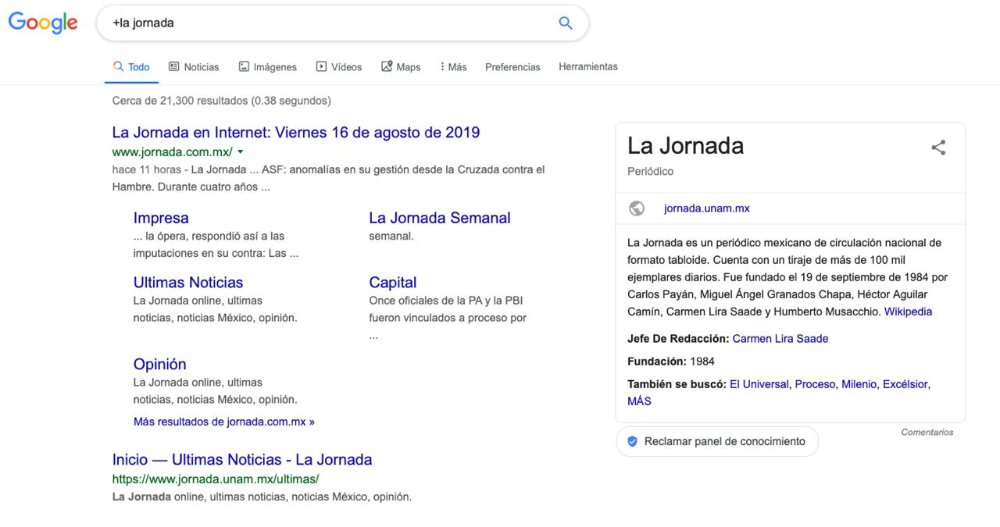 Google
+la jornada
Todo
Noticias
Imágenes
Vídeos
Maps
Más
Preferencias
Herramientas
Cerca de 21,300 resultados (0.38 segundos)
La Jornada en Internet: Viernes 16 de agosto de 2019
www.jornada.com.mx/
hace 11 horas - La Jornada ... ASF: anomalías en su gestión desde la Cruzada contra el
Hambre. Durante cuatro años ...
Impresa
... la ópera, respondió así a las
imputaciones en su contra: Las ...
La Jornada Semanal
semanal.
Ultimas Noticias
La Jornada online, ultimas
noticias, noticias México, opinión.
Capital
Once oficiales de la PA y la PBI
fueron vinculados a proceso por
...
Opinión
La Jornada online, ultimas
noticias, noticias México, opinión.
Más resultados de jornada.com.mx »
Inicio — Ultimas Noticias - La Jornada
https://www.jornada.unam.mx/ultimas/
La Jornada online, ultimas noticias, noticias México, opinión.
La Jornada
Periódico
jornada.unam.mx
La Jornada es un periódico mexicano de circulación nacional de
formato tabloide. Cuenta con un tiraje de más de 100 mil
ejemplares diarios. Fue fundado el 19 de septiembre de 1984 por
Carlos Payán, Miguel Ángel Granados Chapa, Héctor Aguilar
Camín, Carmen Lira Saade y Humberto Musacchio. Wikipedia
Jefe De Redacción: Carmen Lira Saade
Fundación: 1984
También se buscó: El Universal, Proceso, Milenio, Excélsior,
MÁS
Comentarios
Reclamar panel de conocimiento